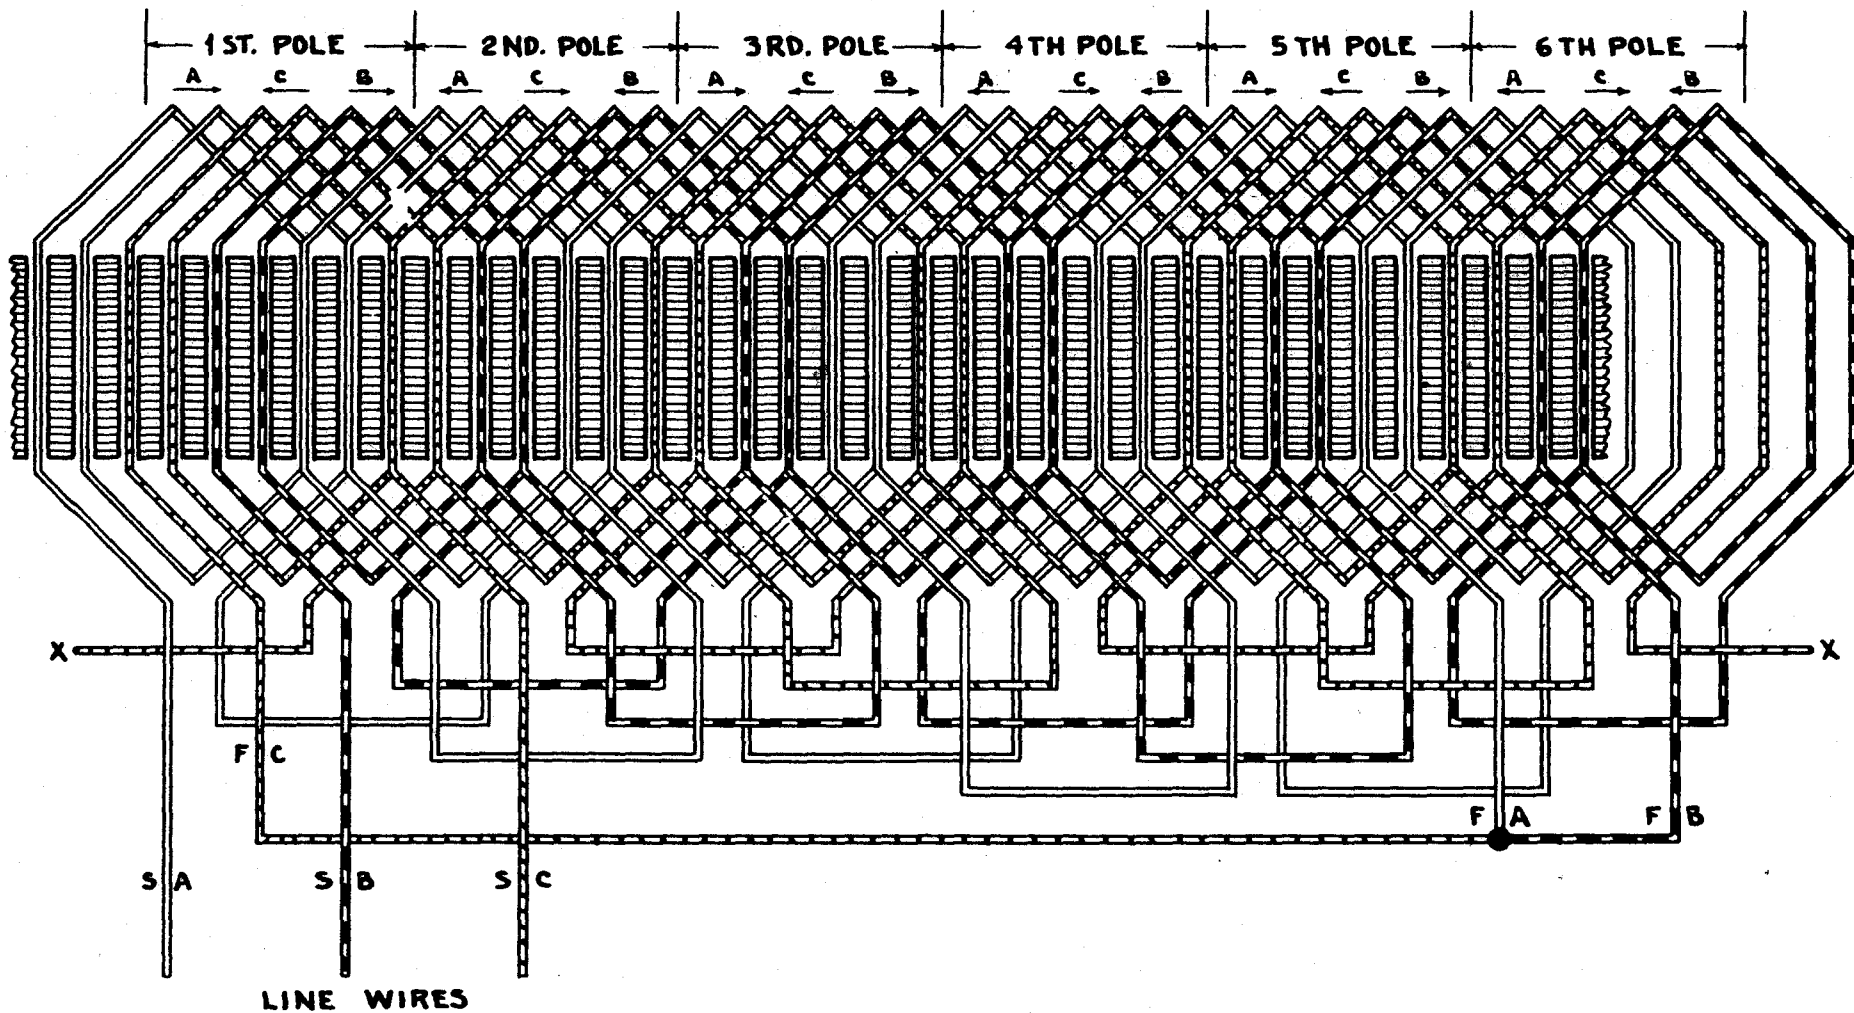 1ST. POLE 2ND. POLE 3RD. POLE 4TH POLE 5TH POLE 6TH POLE
A C B A C B A C B A C B A C B A C B
X X
F C
F A F B
S A S B S C
LINE WIRES